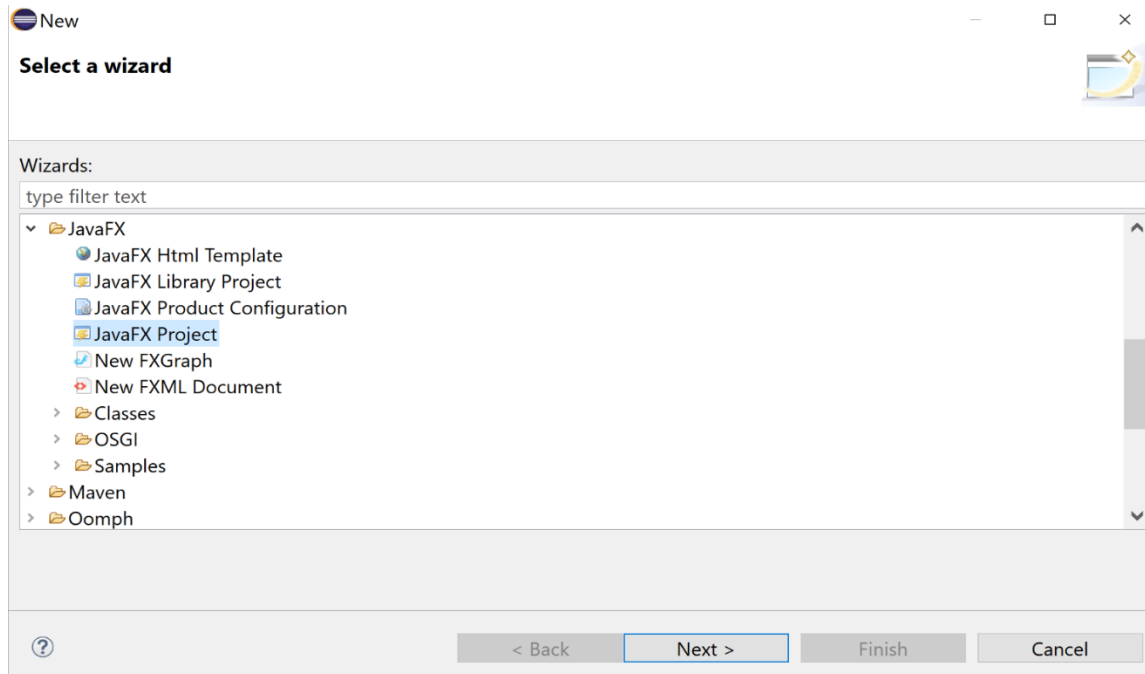 New
Select a wizard
Wizards:
type filter text
JavaFX
JavaFX Html Template
JavaFX Library Project
JavaFX Product Configuration
JavaFX Project
New FXGraph
New FXML Document
Classes
OSGI
Samples
Maven
Oomph
? < Back Next > Finish Cancel